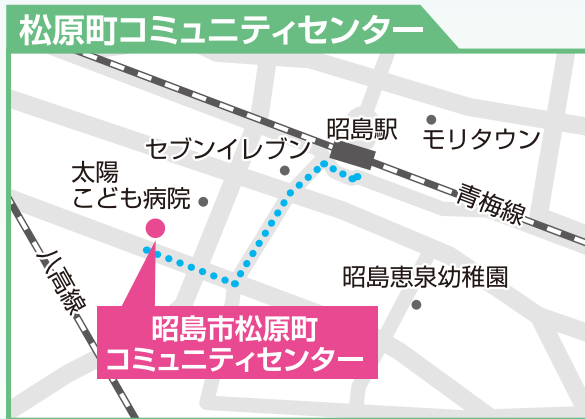 松原町コミュニティセンター
昭島駅
モリタウン
セブンイレブン
太陽
こども病院
青梅線
八高線
昭島恵泉幼稚園
昭島市松原町
コミュニティセンター